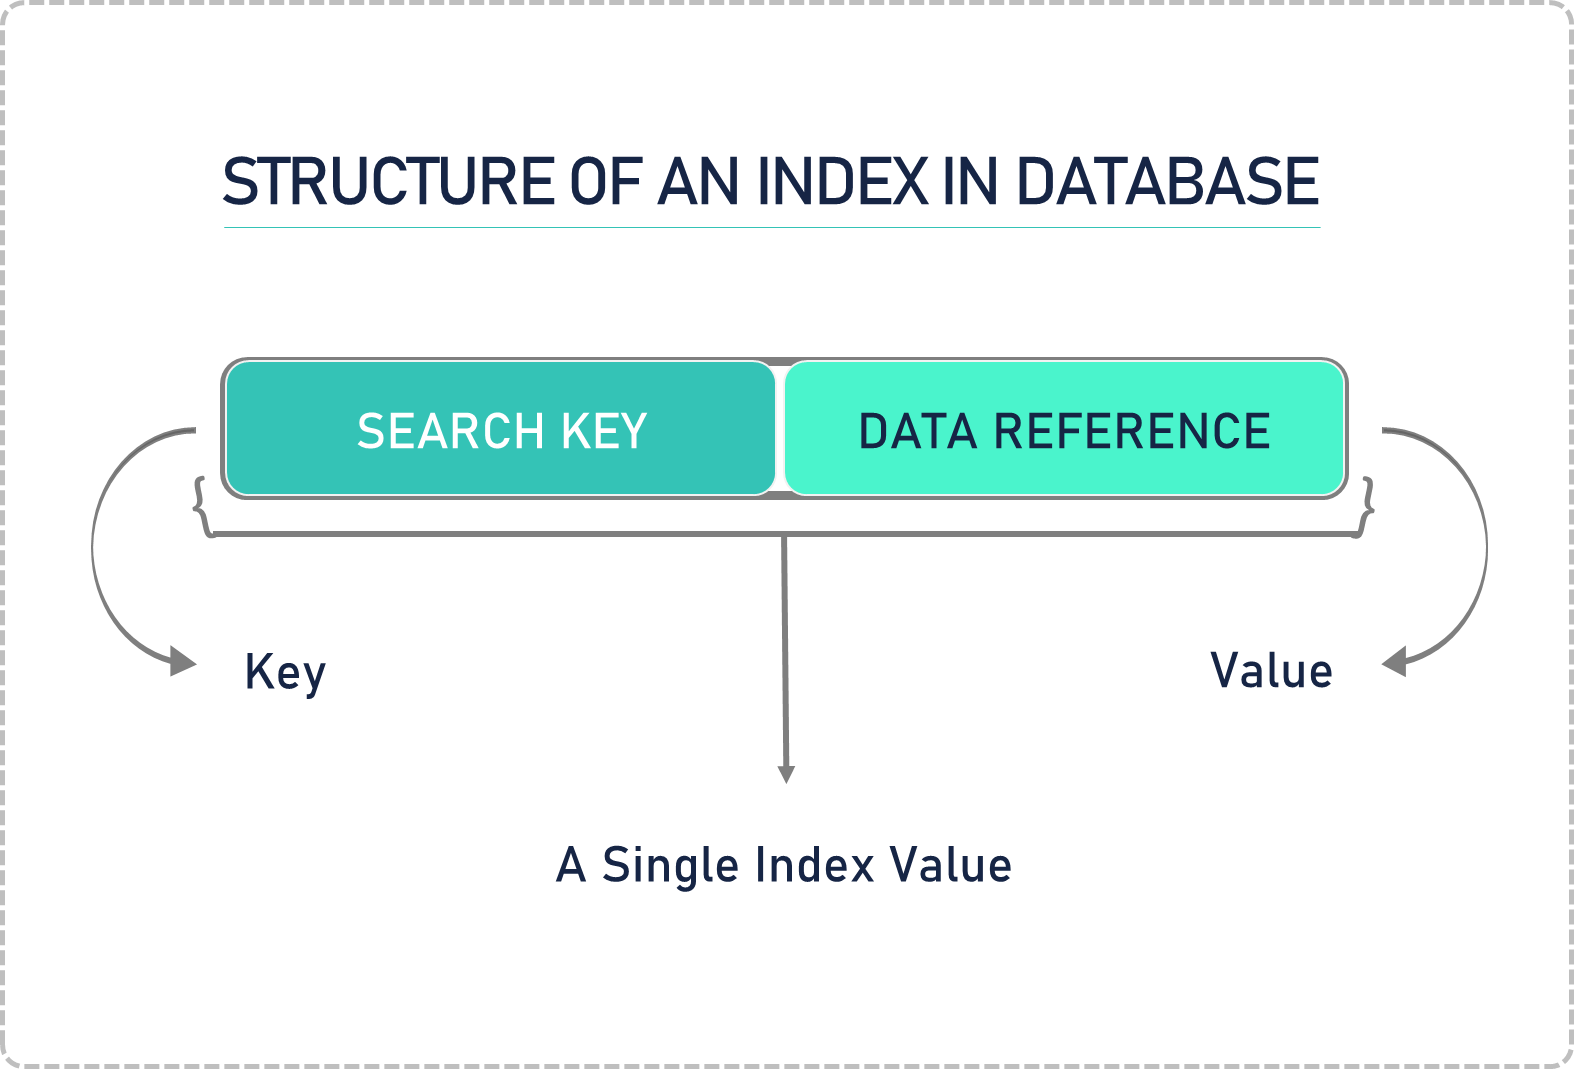 STRUCTURE OF AN INDEX IN DATABASE
SEARCH KEY
DATA REFERENCE
Key
Value
A Single Index Value